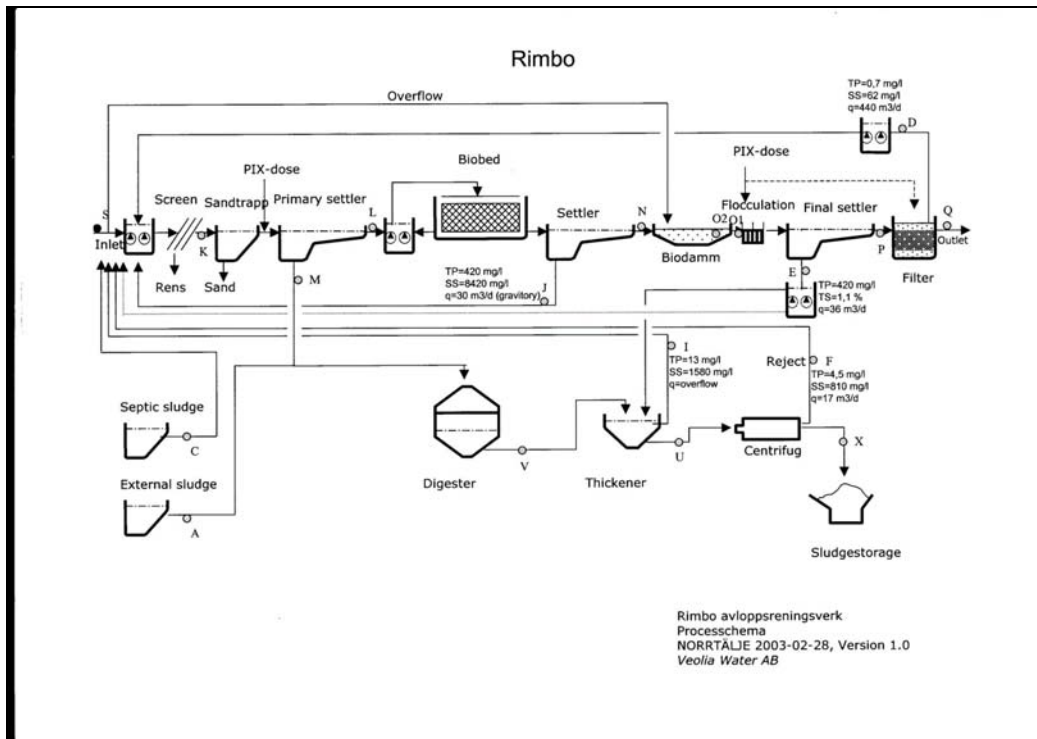 Rimbo
Overflow
TP=0,7 mg/l
SS=62 mg/l
q=440 m3/d
D
PIX-dose
Biobed
PIX-dose
S
Screen
Sandtrapp
Primary settler
L
Settler
N
Flocculation
Final settler
Q
O2
O1
Inlet
K
Biodamm
P
Outlet
Rens
Sand
M
TP=420 mg/l
SS=8420 mg/l
q=30 m3/d (gravitory)
J
E
Filter
TP=420 mg/l
TS=1,1 %
q=36 m3/d
I
TP=13 mg/l
SS=1580 mg/l
q=overflow
Reject
F
TP=4,5 mg/l
SS=810 mg/l
q=17 m3/d
Septic sludge
C
Digester
V
Thickener
U
Centrifug
X
External sludge
A
Sludgestorage
Rimbo avloppsreningsverk
Processchema
NORRTÄLJE 2003-02-28, Version 1.0
Veolia Water AB